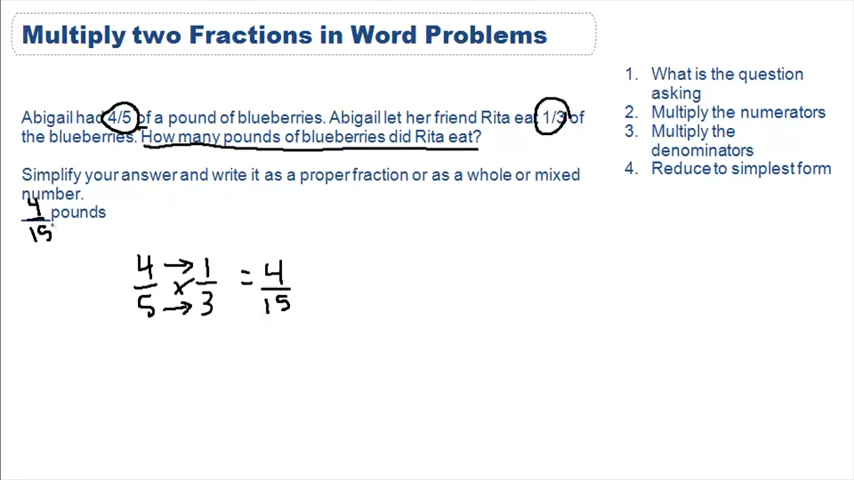 Multiply two Fractions in Word Problems
Abigail had 4/5 of a pound of blueberries. Abigail let her friend Rita eat 1/3 of
the blueberries. How many pounds of blueberries did Rita eat?
Simplify your answer and write it as a proper fraction or as a whole or mixed
number.
4/15 pounds
4/5 x 1/3 = 4/15
1. What is the question
asking
2. Multiply the numerators
3. Multiply the
denominators
4. Reduce to simplest form